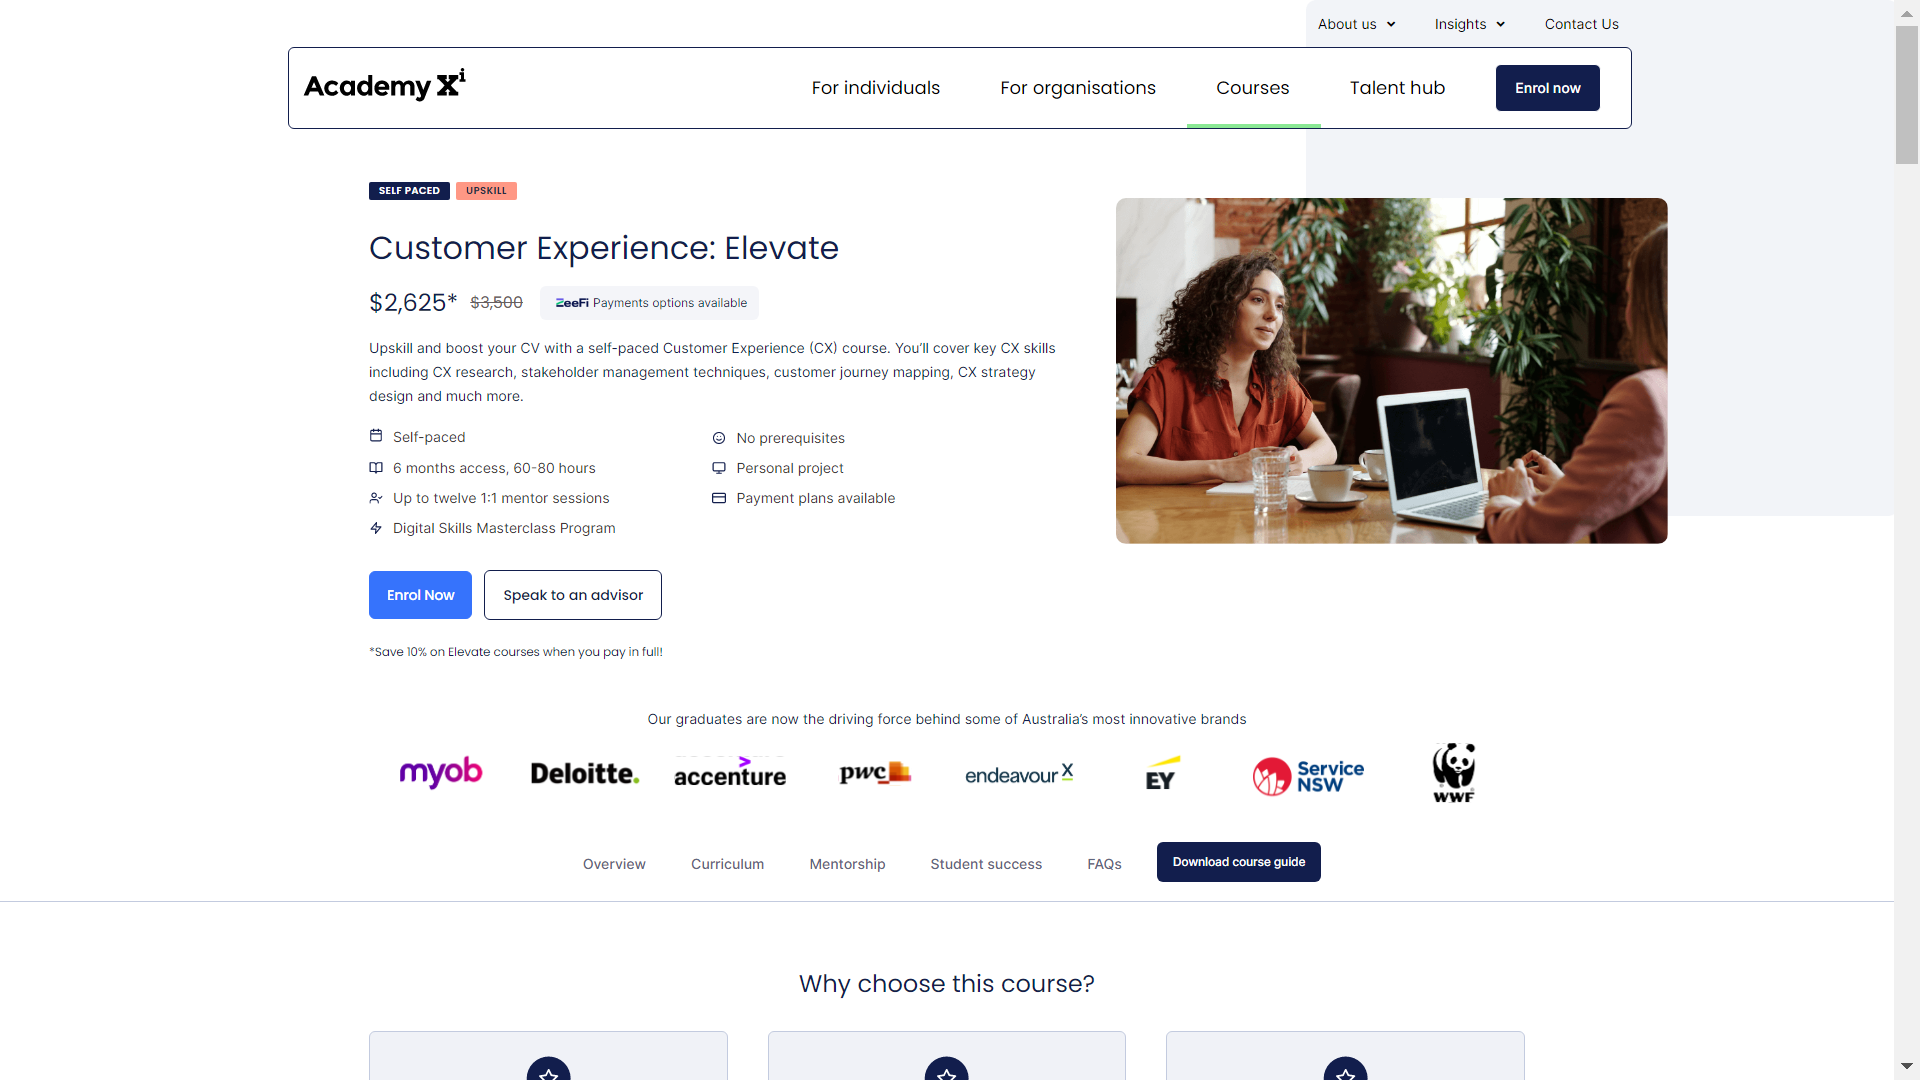 About us
Insights
Contact Us
Academy Xi
For individuals
For organisations
Courses
Talent hub
Enrol now
SELF PACED
UPSKILL
Customer Experience: Elevate
$2,625* $3,500
ZeeFi Payments options available
Upskill and boost your CV with a self-paced Customer Experience (CX) course. You’ll cover key CX skills
including CX research, stakeholder management techniques, customer journey mapping, CX strategy
design and much more.
Self-paced
6 months access, 60-80 hours
Up to twelve 1:1 mentor sessions
Digital Skills Masterclass Program
No prerequisites
Personal project
Payment plans available
Enrol Now
Speak to an advisor
*Save 10% on Elevate courses when you pay in full!
Our graduates are now the driving force behind some of Australia’s most innovative brands
myob
Deloitte.
accenture
pwc
endeavour X
EY
Service
NSW
WWF
Overview
Curriculum
Mentorship
Student success
FAQs
Download course guide
Why choose this course?